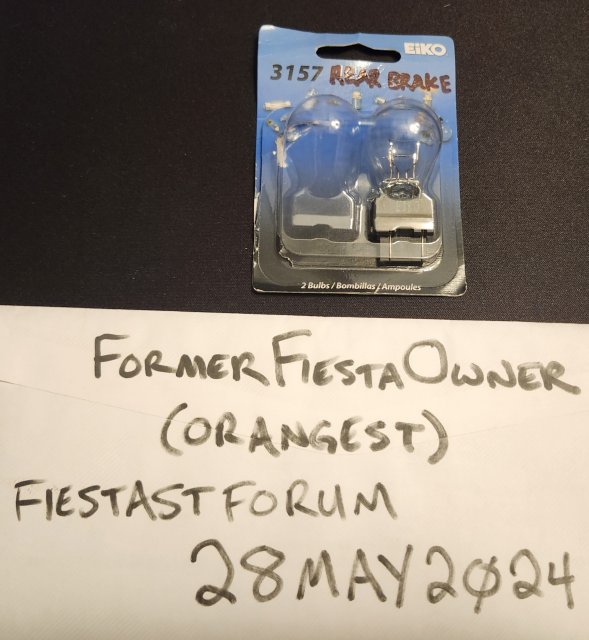 EiKO
3157 REAR BRAKE
2 Bulbs / Bombillas / Ampoules
FORMERFIESTAOWNER
(ORANGEST)
FIESTASTFORUM
28MAY2024